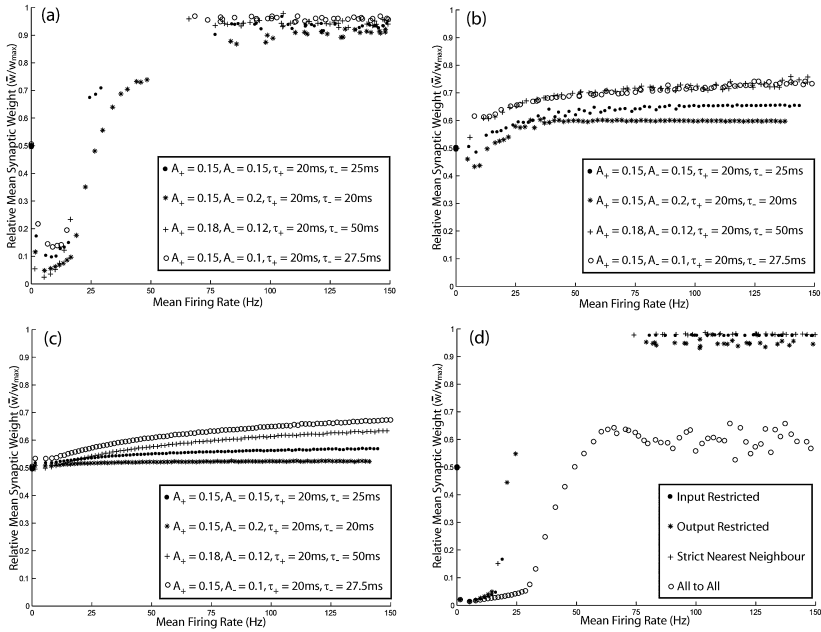 (a)
Relative Mean Synaptic Weight (w̅/wmax)
1
0.9
0.8
0.7
0.6
0.5
0.4
0.3
0.2
0.1
0
A+ = 0.15, A- = 0.15, τ+ = 20ms, τ- = 25ms
A+ = 0.15, A- = 0.2, τ+ = 20ms, τ- = 20ms
A+ = 0.18, A- = 0.12, τ+ = 20ms, τ- = 50ms
A+ = 0.15, A- = 0.1, τ+ = 20ms, τ- = 27.5ms
0 25 50 75 100 125 150
Mean Firing Rate (Hz)
(b)
Relative Mean Synaptic Weight (w̅/wmax)
1
0.9
0.8
0.7
0.6
0.5
0.4
0.3
0.2
0.1
0
A+ = 0.15, A- = 0.15, τ+ = 20ms, τ- = 25ms
A+ = 0.15, A- = 0.2, τ+ = 20ms, τ- = 20ms
A+ = 0.18, A- = 0.12, τ+ = 20ms, τ- = 50ms
A+ = 0.15, A- = 0.1, τ+ = 20ms, τ- = 27.5ms
0 25 50 75 100 125 150
Mean Firing Rate (Hz)
(c)
Relative Mean Synaptic Weight (w̅/wmax)
1
0.9
0.8
0.7
0.6
0.5
0.4
0.3
0.2
0.1
0
A+ = 0.15, A- = 0.15, τ+ = 20ms, τ- = 25ms
A+ = 0.15, A- = 0.2, τ+ = 20ms, τ- = 20ms
A+ = 0.18, A- = 0.12, τ+ = 20ms, τ- = 50ms
A+ = 0.15, A- = 0.1, τ+ = 20ms, τ- = 27.5ms
0 25 50 75 100 125 150
Mean Firing Rate (Hz)
(d)
Relative Mean Synaptic Weight (w̅/wmax)
1
0.9
0.8
0.7
0.6
0.5
0.4
0.3
0.2
0.1
0
Input Restricted
Output Restricted
Strict Nearest Neighbour
All to All
0 25 50 75 100 125 150
Mean Firing Rate (Hz)